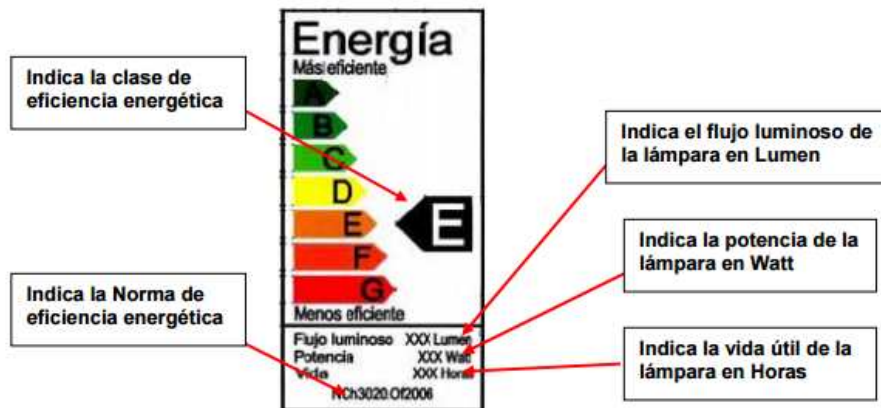 Indica la clase de
eficiencia energética
Indica la Norma de
eficiencia energética
Energía
Más eficiente
A
B
C
D
E
F
G
E
Menos eficiente
Flujo luminoso XXX Lumen
Potencia XXX Watt
Vida XXX Horas
NCh3020.Of2006
Indica el flujo luminoso de
la lámpara en Lumen
Indica la potencia de la
lámpara en Watt
Indica la vida útil de la
lámpara en Horas